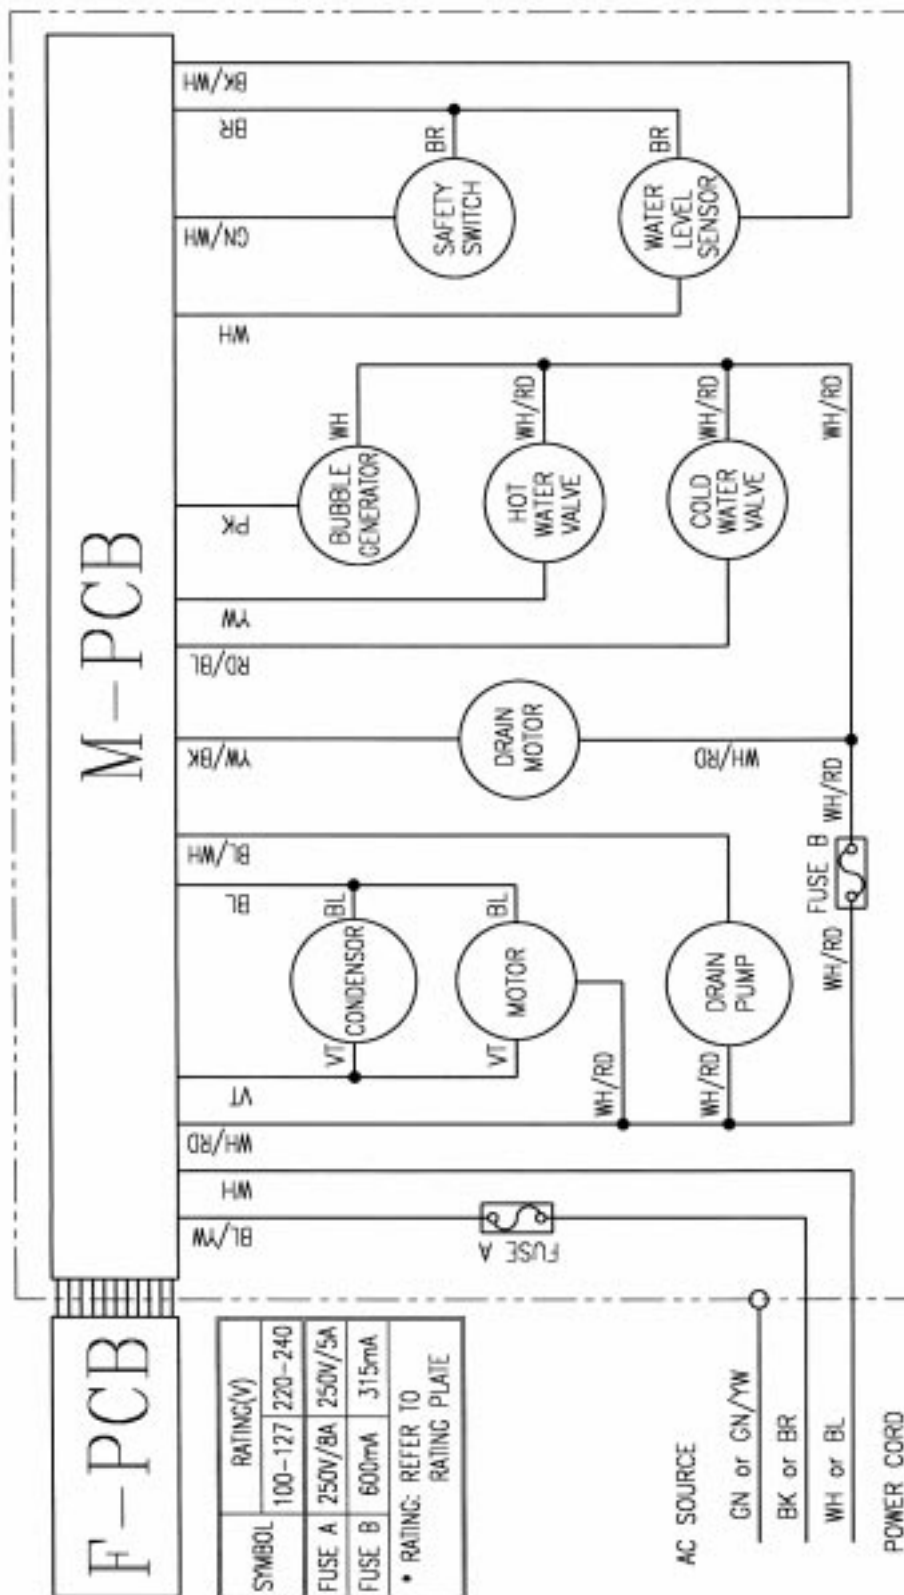 F-PCB
M-PCB
SYMBOL
RATING(V)
100-127
220-240
FUSE A
250V/8A
250V/5A
FUSE B
600mA
315mA
• RATING: REFER TO
RATING PLATE
AC SOURCE
GN or GN/YW
BK or BR
WH or BL
POWER CORD
BL/YW
WH
WH/RD
VT
BL
BL/WH
YW/BK
RD/BL
YW
PK
WH
GN/WH
BR
BK/WH
FUSE A
VT
CONDENSOR
BL
VT
MOTOR
BL
WH/RD
WH/RD
DRAIN
PUMP
WH/RD
FUSE B
WH/RD
DRAIN
MOTOR
WH/RD
BUBBLE
GENERATOR
WH
HOT
WATER
VALVE
WH/RD
COLD
WATER
VALVE
WH/RD
WH/RD
SAFETY
SWITCH
BR
WATER
LEVEL
SENSOR
BR